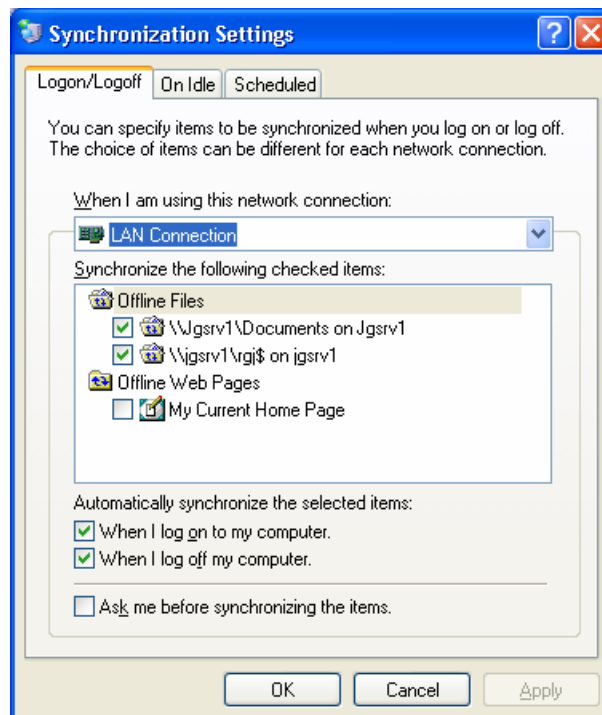 Synchronization Settings
Logon/Logoff
On Idle
Scheduled
You can specify items to be synchronized when you log on or log off.
The choice of items can be different for each network connection.
When I am using this network connection:
LAN Connection
Synchronize the following checked items:
Offline Files
\\Jgsrv1\Documents on Jgsrv1
\\jgsrv1\rgj$ on jgsrv1
Offline Web Pages
My Current Home Page
Automatically synchronize the selected items:
When I log on to my computer.
When I log off my computer.
Ask me before synchronizing the items.
OK
Cancel
Apply